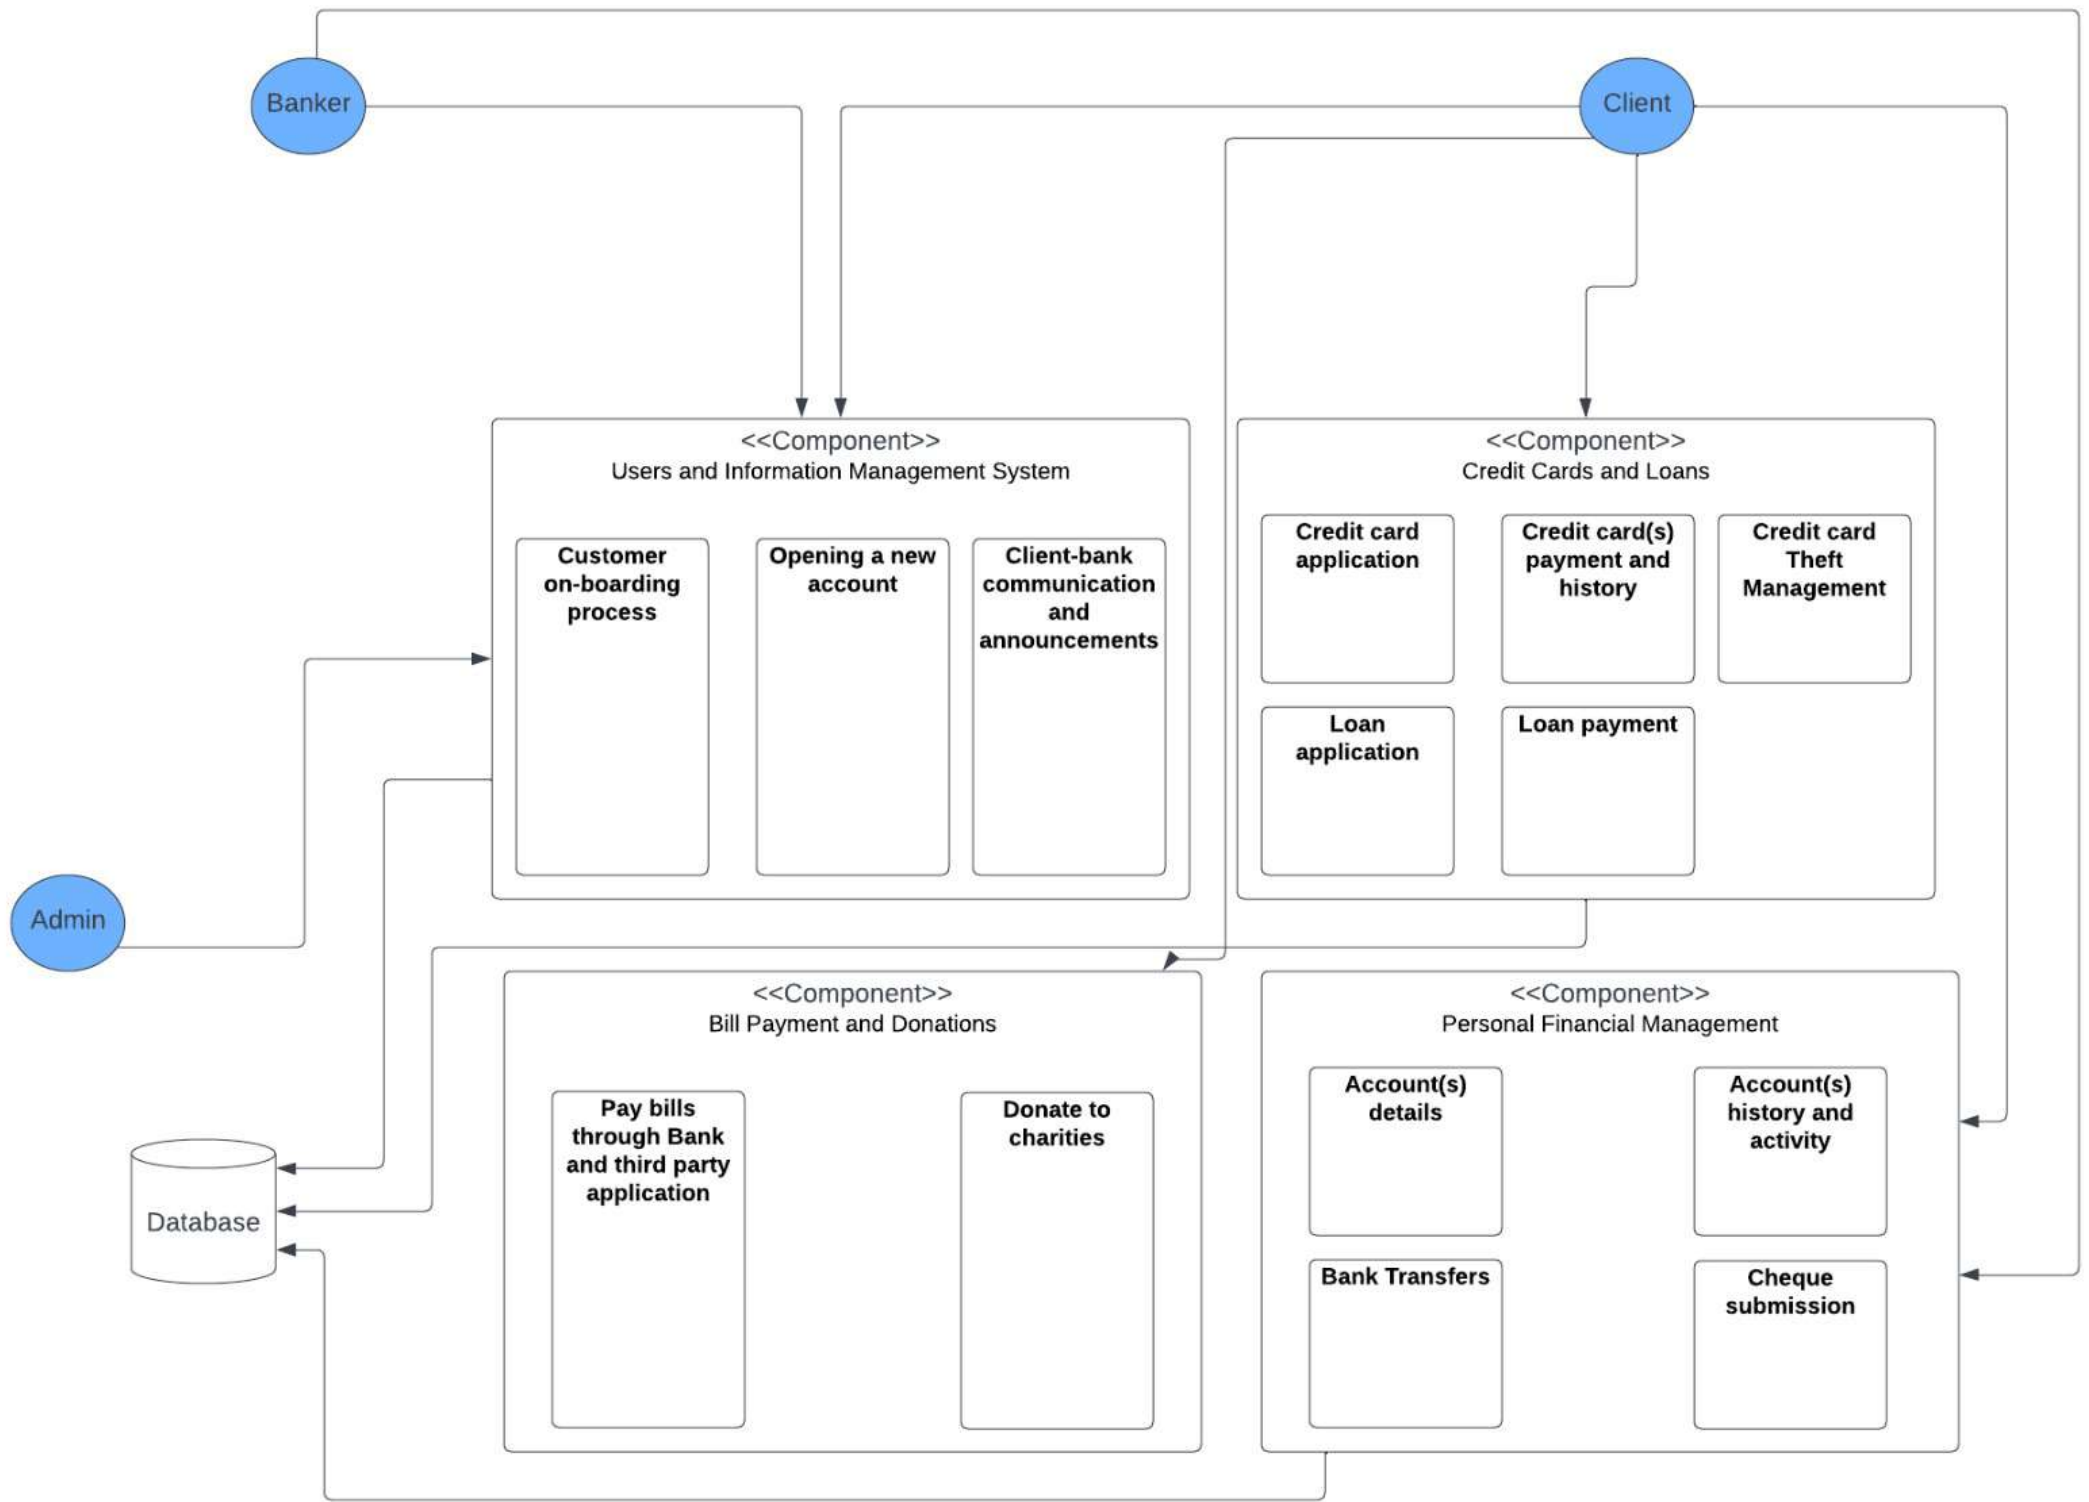 Banker
Client
<<Component>>
Users and Information Management System
Customer
on-boarding
process
Opening a new
account
Client-bank
communication
and
announcements
<<Component>>
Credit Cards and Loans
Credit card
application
Credit card(s)
payment and
history
Credit card
Theft
Management
Loan
application
Loan payment
Admin
<<Component>>
Bill Payment and Donations
Pay bills
through Bank
and third party
application
Donate to
charities
<<Component>>
Personal Financial Management
Account(s)
details
Account(s)
history and
activity
Bank Transfers
Cheque
submission
Database